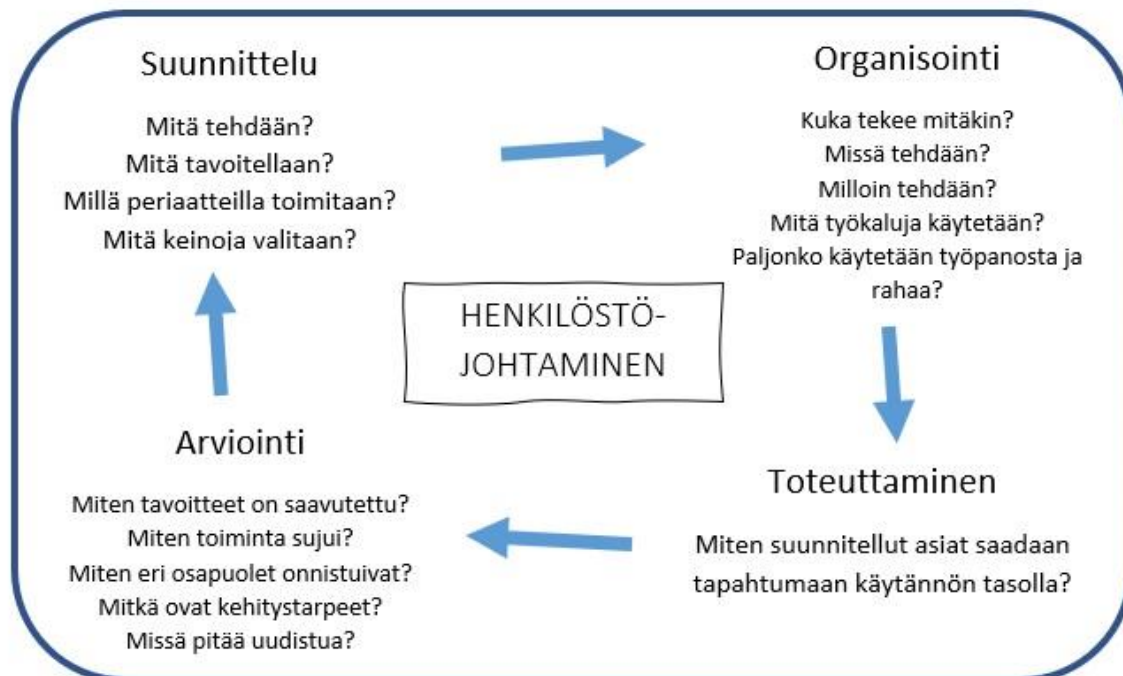 Suunnittelu
Mitä tehdään?
Mitä tavoitellaan?
Millä periaatteilla toimitaan?
Mitä keinoja valitaan?
Organisointi
Kuka tekee mitäkin?
Missä tehdään?
Milloin tehdään?
Mitä työkaluja käytetään?
Paljonko käytetään työpanosta ja
rahaa?
HENKILÖSTÖ-
JOHTAMINEN
Arviointi
Miten tavoitteet on saavutettu?
Miten toiminta sujui?
Miten eri osapuolet onnistuivat?
Mitkä ovat kehitystarpeet?
Missä pitää uudistua?
Toteuttaminen
Miten suunnitellut asiat saadaan
tapahtumaan käytännön tasolla?